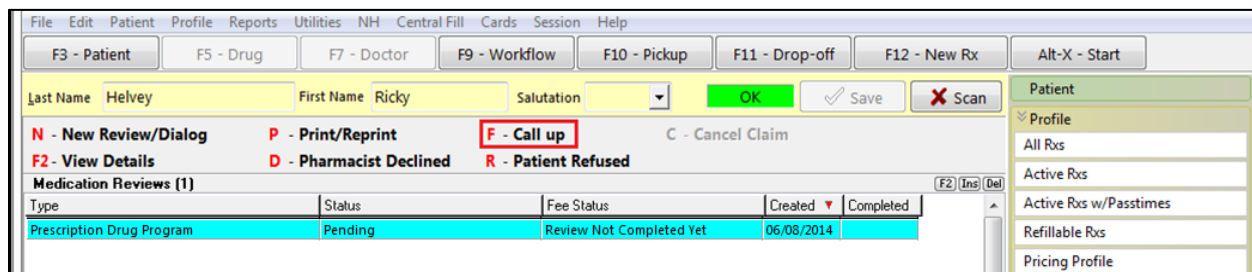 File Edit Patient Profile Reports Utilities NH Central Fill Cards Session Help
F3 - Patient F5 - Drug F7 - Doctor F9 - Workflow F10 - Pickup F11 - Drop-off F12 - New Rx Alt-X - Start
Last Name Helvey First Name Ricky Salutation OK Save Scan
Patient
Profile
N - New Review/Dialog P - Print/Reprint F - Call up C - Cancel Claim
All Rxs
F2 - View Details D - Pharmacist Declined R - Patient Refused
Active Rxs
Medication Reviews (1) F2 Ins Del
Type Status Fee Status Created Completed
Active Rxs w/Passtimes
Prescription Drug Program Pending Review Not Completed Yet 06/08/2014
Refillable Rxs
Pricing Profile